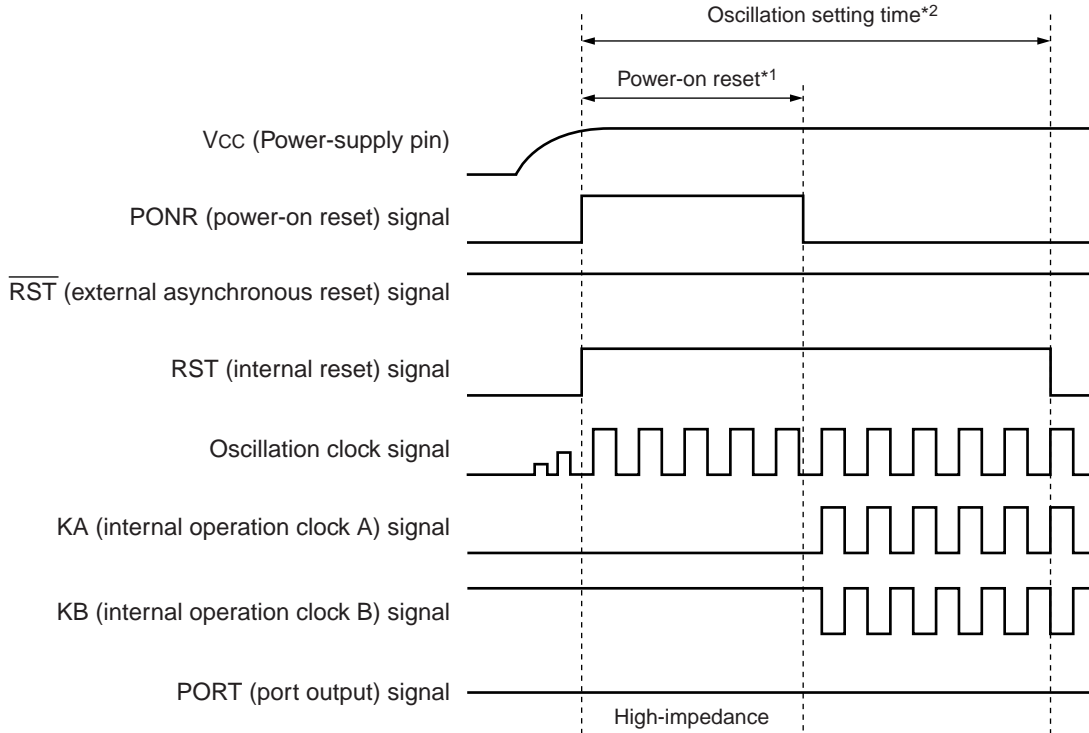 Oscillation setting time*2
Power-on reset*1
VCC (Power-supply pin)
PONR (power-on reset) signal
RST (external asynchronous reset) signal
RST (internal reset) signal
Oscillation clock signal
KA (internal operation clock A) signal
KB (internal operation clock B) signal
PORT (port output) signal
High-impedance